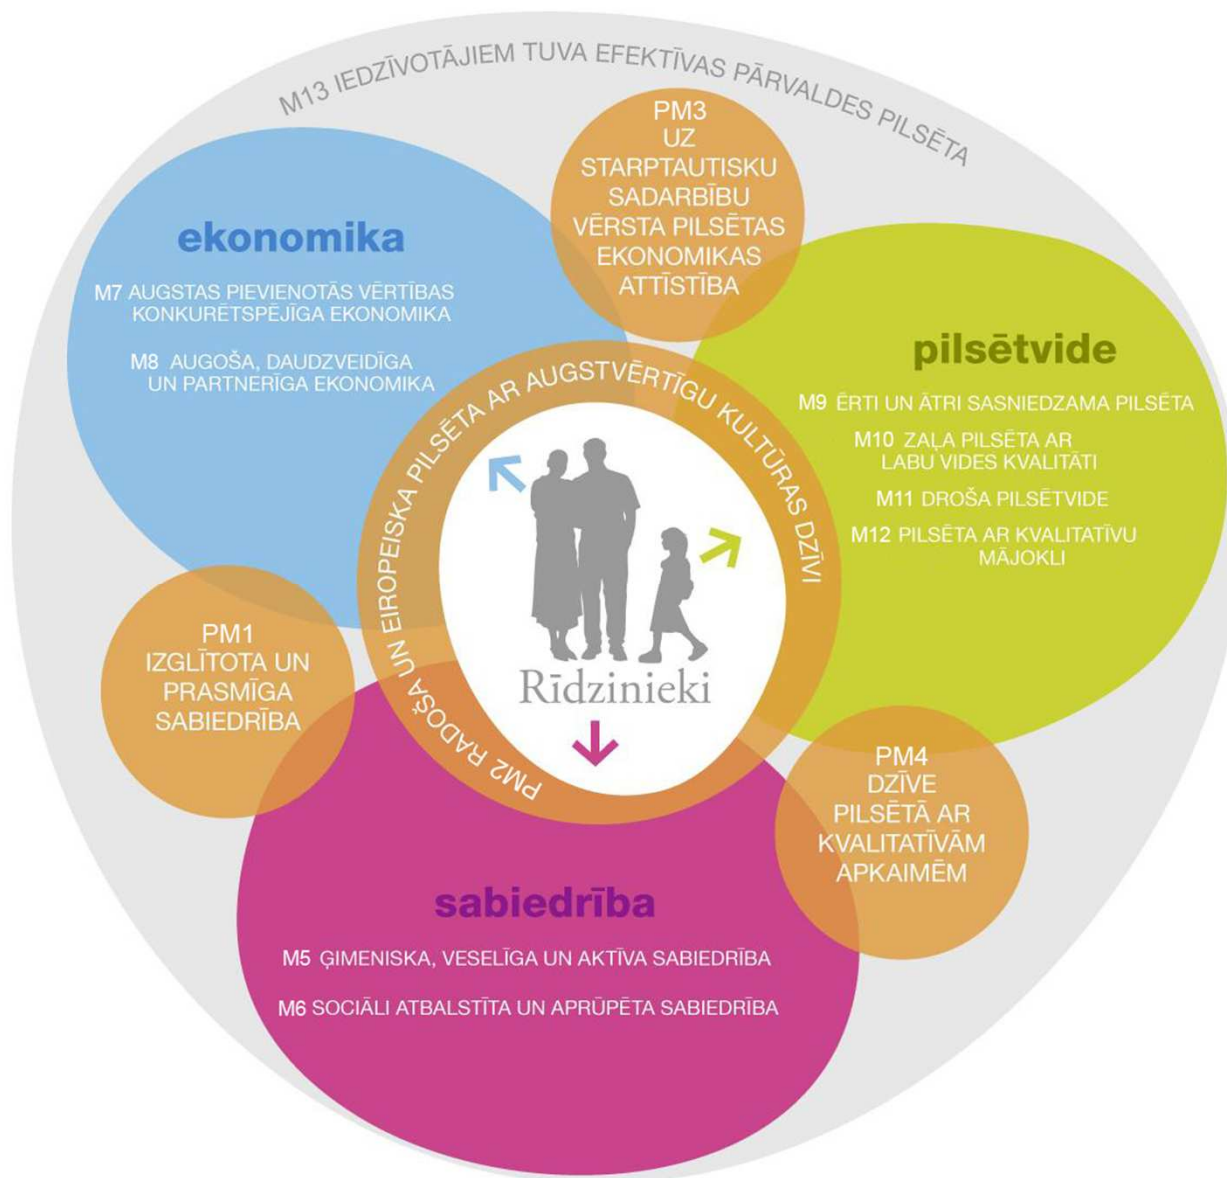 M13 IEDZĪVOTĀJIEM TUVA EFEKTĪVAS PĀRVALDES PILSĒTA
PM3
UZ
STARPTAUTISKU
SADARBĪBU
VĒRSTA PILSĒTAS
EKONOMIKAS
ATTĪSTĪBA
ekonomika
M7 AUGSTAS PIEVIENOTĀS VĒRTĪBAS
KONKURĒTSPĒJĪGA EKONOMIKA
M8 AUGOŠA, DAUDZVEIDĪGA
UN PARTNERĪGA EKONOMIKA
pilsētvide
M9 ĒRTI UN ĀTRI SASNIEDZAMA PILSĒTA
M10 ZAĻA PILSĒTA AR
LABU VIDES KVALITĀTI
M11 DROŠA PILSĒTVIDE
M12 PILSĒTA AR KVALITATĪVU
MĀJOKLI
PM2 RADOŠA UN EIROPEISKA PILSĒTA AR AUGSTVĒRTĪGU KULTŪRAS DZĪVI
Rīdzinieki
PM1
IZGLĪTOTA UN
PRASMĪGA
SABIEDRĪBA
PM4
DZĪVE
PILSĒTĀ AR
KVALITATĪVĀM
APKAIMĒM
sabiedrība
M5 ĢIMENISKA, VESELĪGA UN AKTĪVA SABIEDRĪBA
M6 SOCIĀLI ATBALSTĪTA UN APRŪPĒTA SABIEDRĪBA